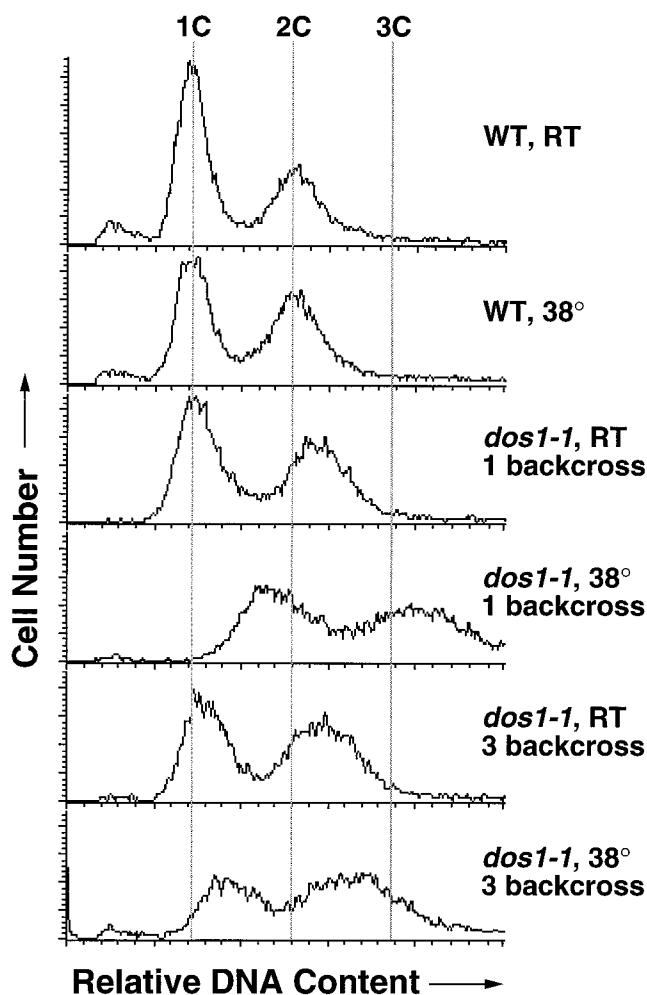 1C 2C 3C
WT, RT
WT, 38°
dos1-1, RT
1 backcross
dos1-1, 38°
1 backcross
dos1-1, RT
3 backcross
dos1-1, 38°
3 backcross
Cell Number
Relative DNA Content